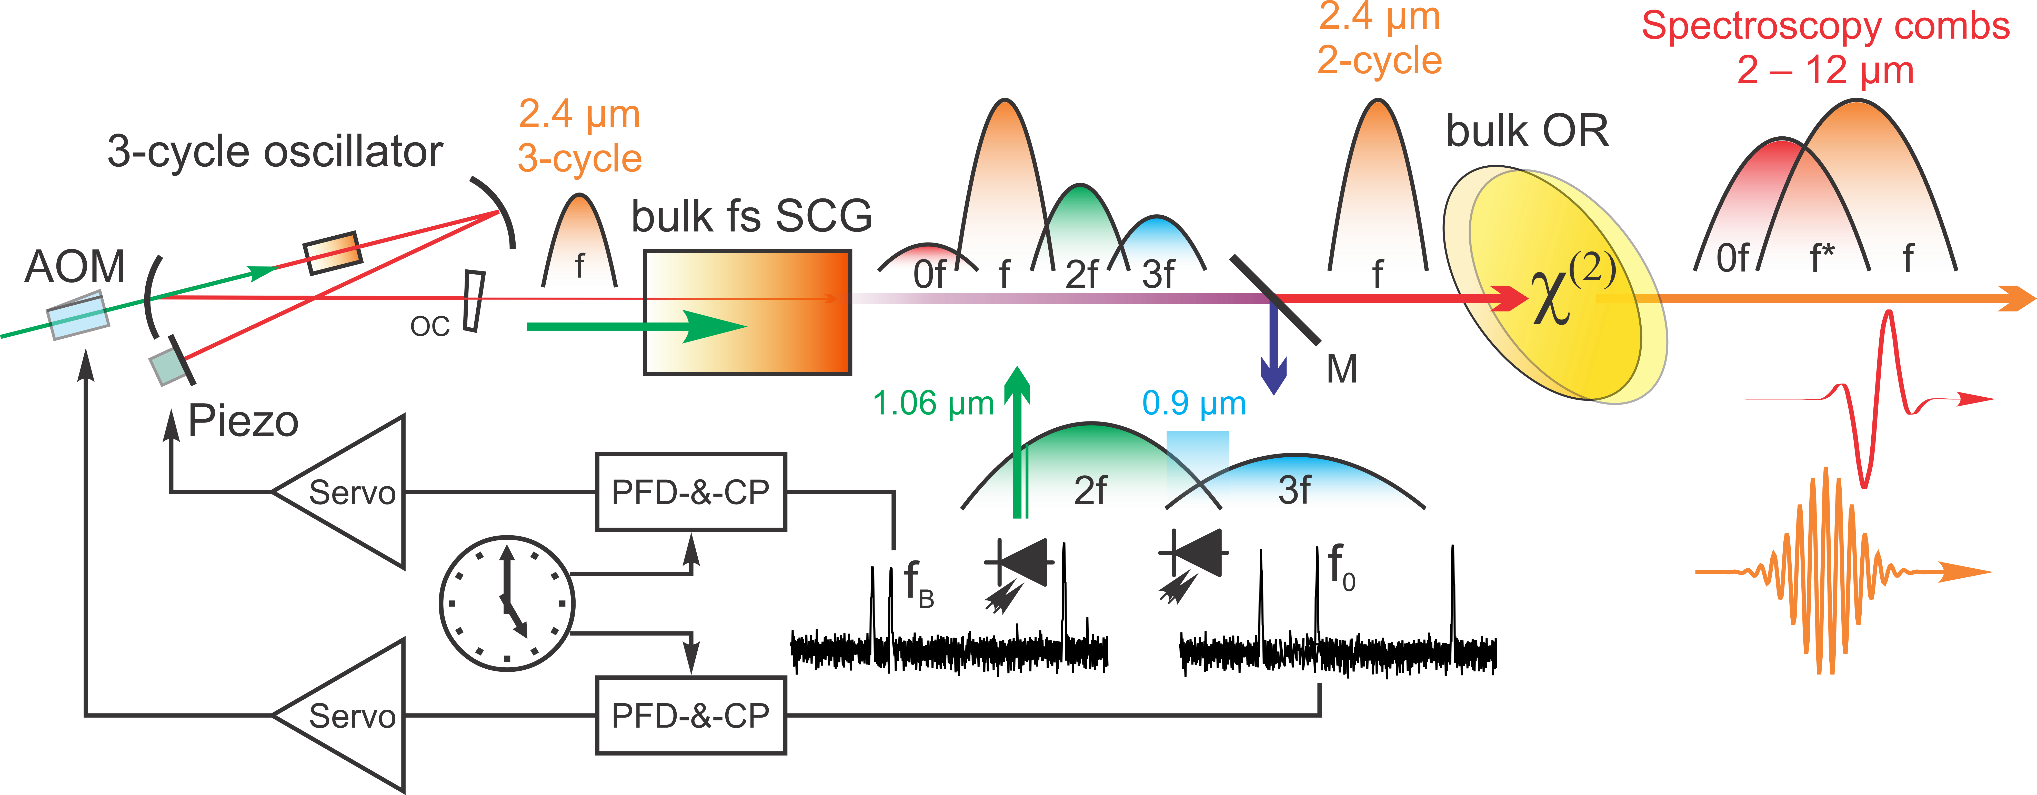 2.4 µm
3-cycle
3-cycle oscillator
AOM
OC
Piezo
f
bulk fs SCG
0f
f
2f
3f
M
2.4 µm
2-cycle
f
bulk OR
χ(2)
Spectroscopy combs
2 – 12 µm
0f
f*
f
1.06 µm
0.9 µm
2f
3f
Servo
PFD-&-CP
fB
f0
Servo
PFD-&-CP